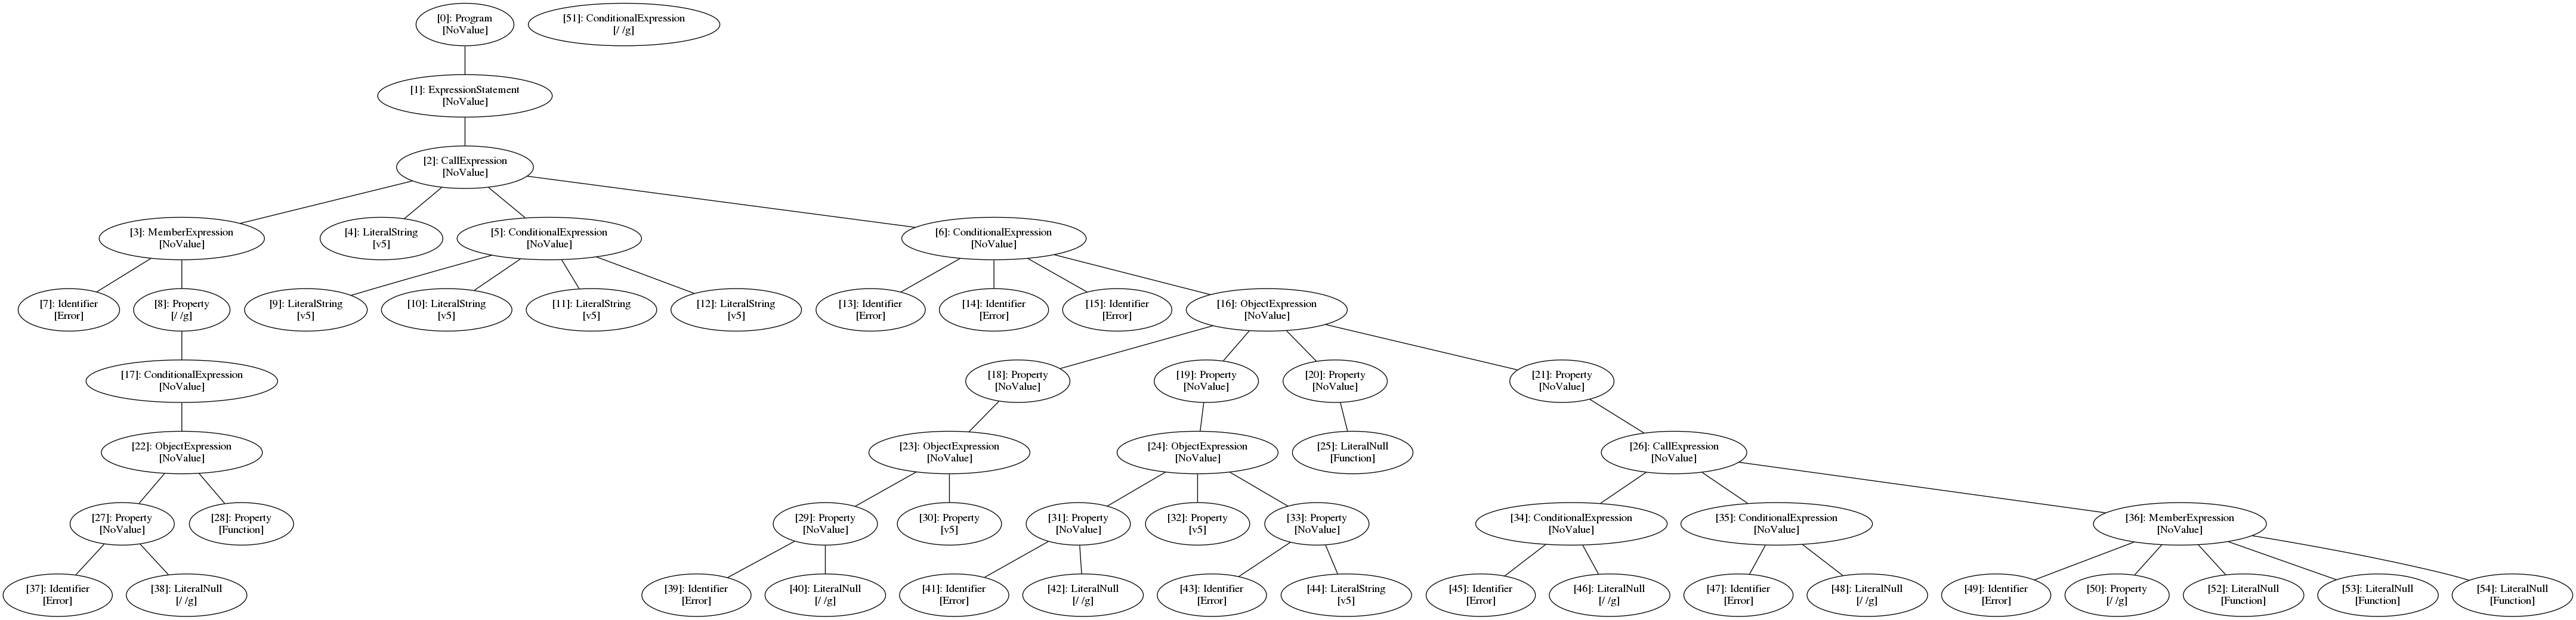 [0]: Program
[NoValue]
[51]: ConditionalExpression
[/ /g]
[1]: ExpressionStatement
[NoValue]
[2]: CallExpression
[NoValue]
[3]: MemberExpression
[NoValue]
[4]: LiteralString
[v5]
[5]: ConditionalExpression
[NoValue]
[6]: ConditionalExpression
[NoValue]
[7]: Identifier
[Error]
[8]: Property
[/ /g]
[9]: LiteralString
[v5]
[10]: LiteralString
[v5]
[11]: LiteralString
[v5]
[12]: LiteralString
[v5]
[13]: Identifier
[Error]
[14]: Identifier
[Error]
[15]: Identifier
[Error]
[16]: ObjectExpression
[NoValue]
[17]: ConditionalExpression
[NoValue]
[18]: Property
[NoValue]
[19]: Property
[NoValue]
[20]: Property
[NoValue]
[21]: Property
[NoValue]
[22]: ObjectExpression
[NoValue]
[23]: ObjectExpression
[NoValue]
[24]: ObjectExpression
[NoValue]
[25]: LiteralNull
[Function]
[26]: CallExpression
[NoValue]
[27]: Property
[NoValue]
[28]: Property
[Function]
[29]: Property
[NoValue]
[30]: Property
[v5]
[31]: Property
[NoValue]
[32]: Property
[v5]
[33]: Property
[NoValue]
[34]: ConditionalExpression
[NoValue]
[35]: ConditionalExpression
[NoValue]
[36]: MemberExpression
[NoValue]
[37]: Identifier
[Error]
[38]: LiteralNull
[/ /g]
[39]: Identifier
[Error]
[40]: LiteralNull
[/ /g]
[41]: Identifier
[Error]
[42]: LiteralNull
[/ /g]
[43]: Identifier
[Error]
[44]: LiteralString
[v5]
[45]: Identifier
[Error]
[46]: LiteralNull
[/ /g]
[47]: Identifier
[Error]
[48]: LiteralNull
[/ /g]
[49]: Identifier
[Error]
[50]: Property
[/ /g]
[52]: LiteralNull
[Function]
[53]: LiteralNull
[Function]
[54]: LiteralNull
[Function]